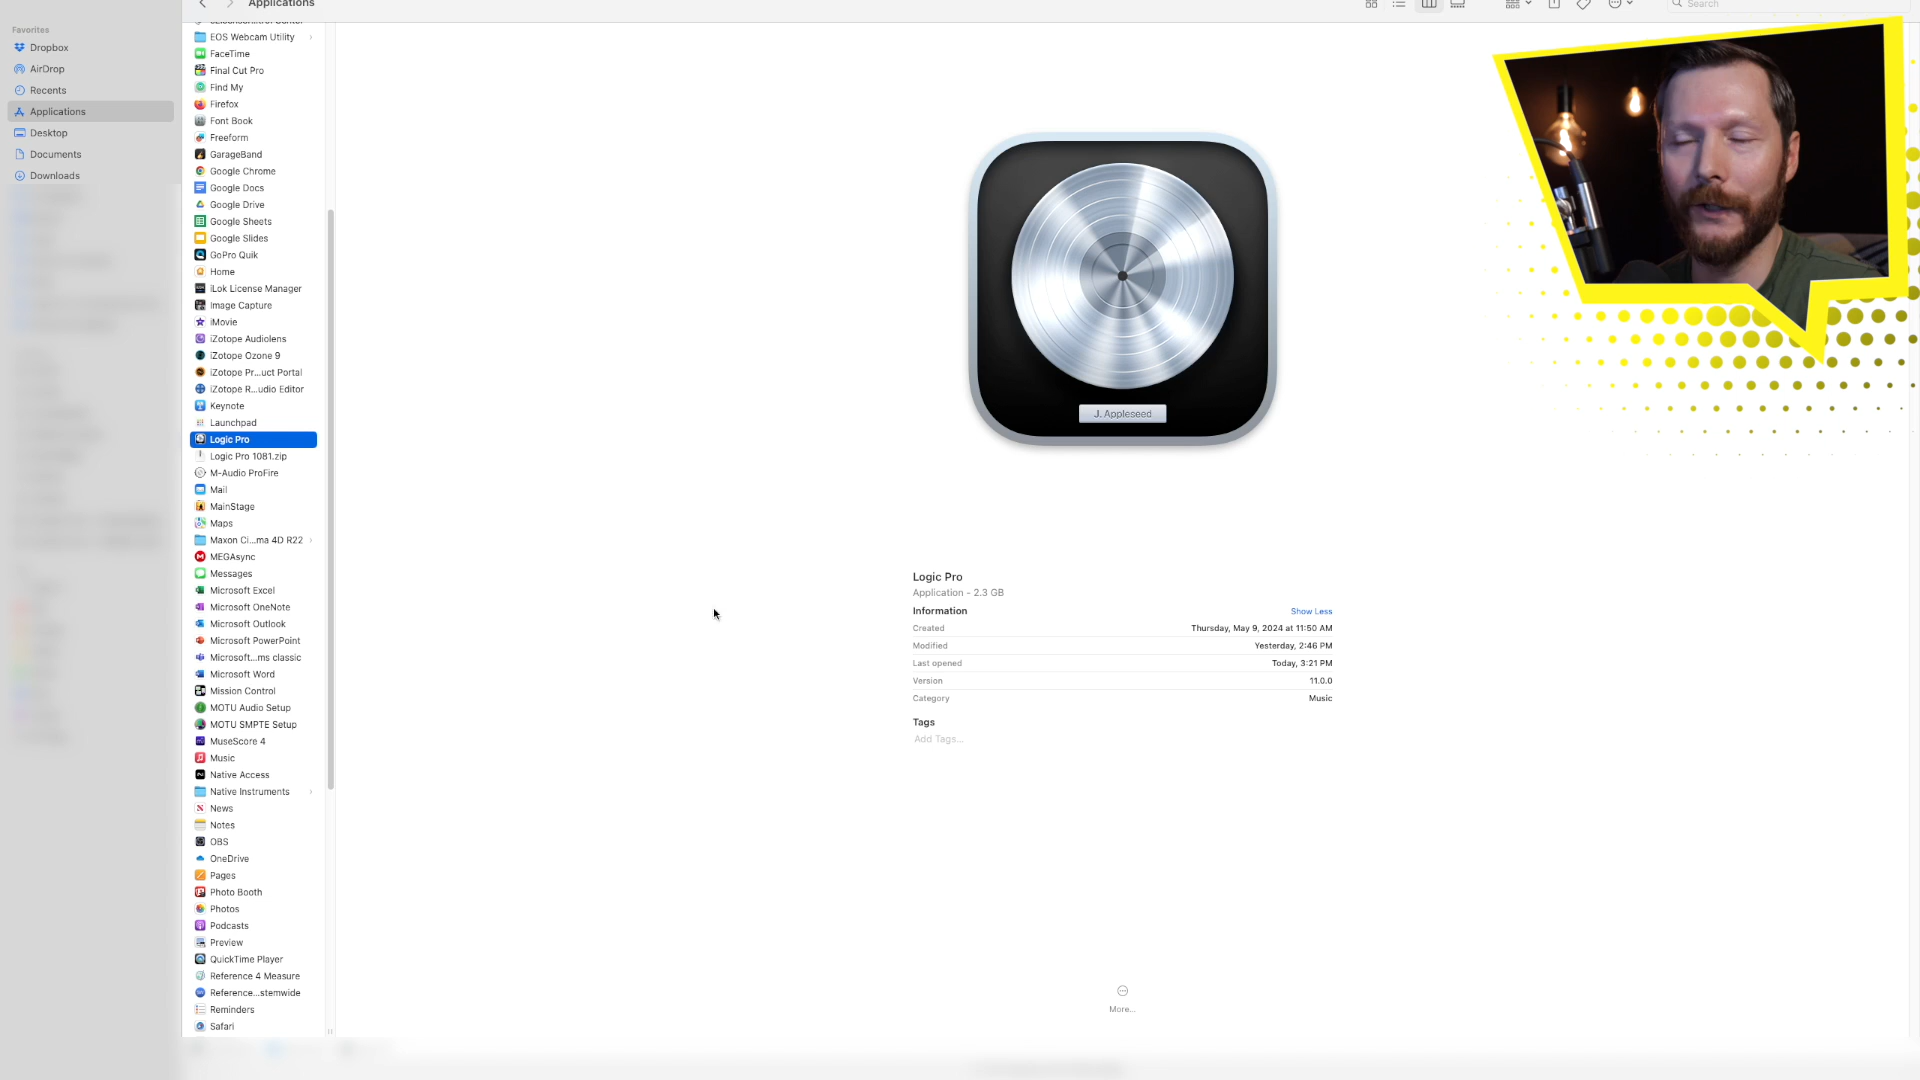 Applications
Search
Favorites
Dropbox
AirDrop
Recents
Applications
Desktop
Documents
Downloads
EOS Webcam Utility
FaceTime
Final Cut Pro
Find My
Firefox
Font Book
Freeform
GarageBand
Google Chrome
Google Docs
Google Drive
Google Sheets
Google Slides
GoPro Quik
Home
iLok License Manager
Image Capture
iMovie
iZotope Audiolens
iZotope Ozone 9
iZotope Pr...uct Portal
iZotope R...udio Editor
Keynote
Launchpad
Logic Pro
Logic Pro 1081.zip
M-Audio ProFire
Mail
MainStage
Maps
Maxon Ci...ma 4D R22
MEGAsync
Messages
Microsoft Excel
Microsoft OneNote
Microsoft Outlook
Microsoft PowerPoint
Microsoft...ms classic
Microsoft Word
Mission Control
MOTU Audio Setup
MOTU SMPTE Setup
MuseScore 4
Music
Native Access
Native Instruments
News
Notes
OBS
OneDrive
Pages
Photo Booth
Photos
Podcasts
Preview
QuickTime Player
Reference 4 Measure
Reference...stemwide
Reminders
Safari
J. Appleseed
Logic Pro
Application - 2.3 GB
Information Show Less
Created Thursday, May 9, 2024 at 11:50 AM
Modified Yesterday, 2:46 PM
Last opened Today, 3:21 PM
Version 11.0.0
Category Music
Tags
Add Tags...
More...